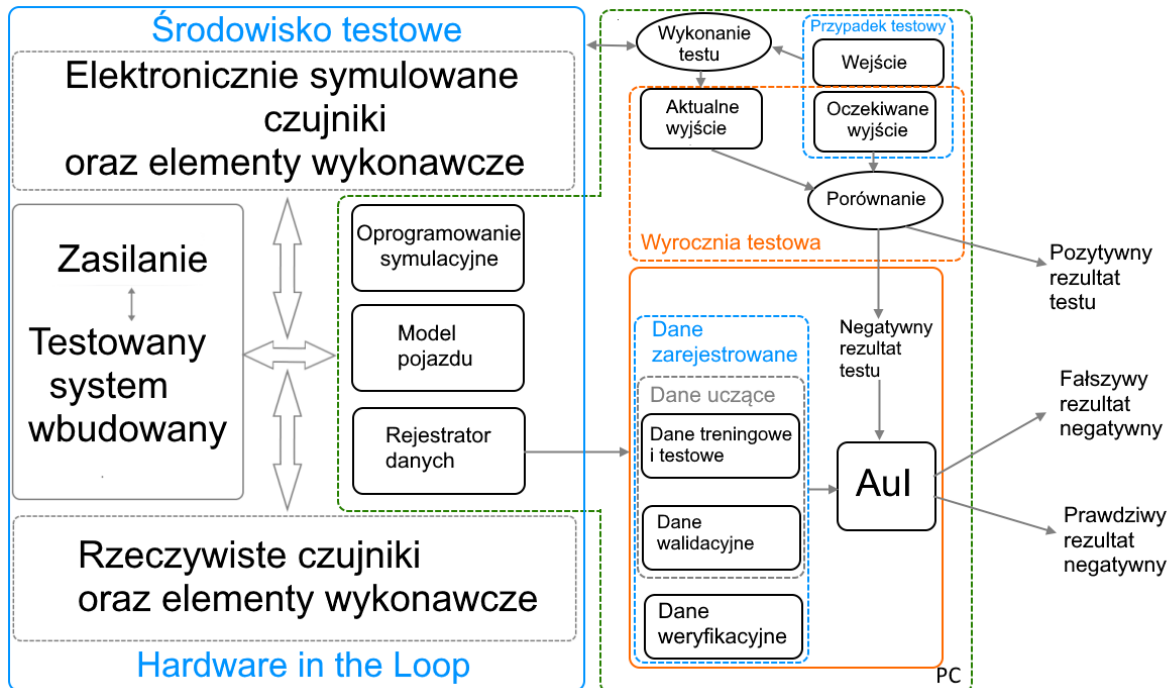 Środowisko testowe
Elektronicznie symulowane
czujniki
oraz elementy wykonawcze
Zasilanie
Testowany
system
wbudowany
Rzeczywiste czujniki
oraz elementy wykonawcze
Hardware in the Loop
Oprogramowanie
symulacyjne
Model
pojazdu
Rejestrator
danych
Wykonanie
testu
Przypadek testowy
Wejście
Oczekiwane
wyjście
Aktualne
wyjście
Porównanie
Wyrocznia testowa
Pozytywny
rezultat
testu
Negatywny
rezultat
testu
Dane
zarejestrowane
Dane uczące
Dane treningowe
i testowe
Dane
walidacyjne
Dane
weryfikacyjne
AuI
Fałszywy
rezultat
negatywny
Prawdziwy
rezultat
negatywny
PC